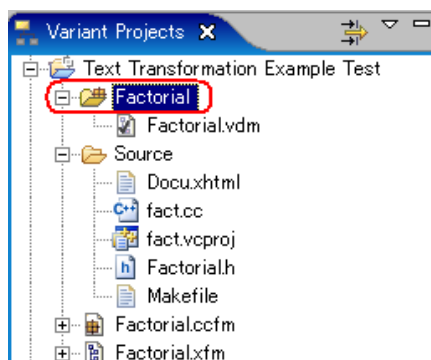 Variant Projects
Text Transformation Example Test
Factorial
Factorial.vdm
Source
Docu.xhtml
fact.cc
fact.vcproj
Factorial.h
Makefile
Factorial.ccfm
Factorial.xfm